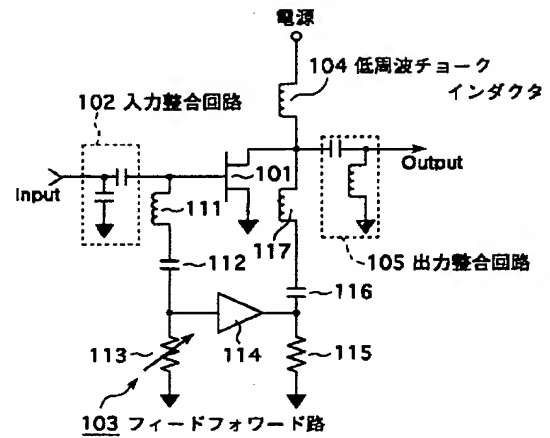 電源
104 低周波チョーク
インダクタ
102 入力整合回路
101
Output
Input
111
117
105 出力整合回路
112
116
113
114
115
103 フィードフォワード路